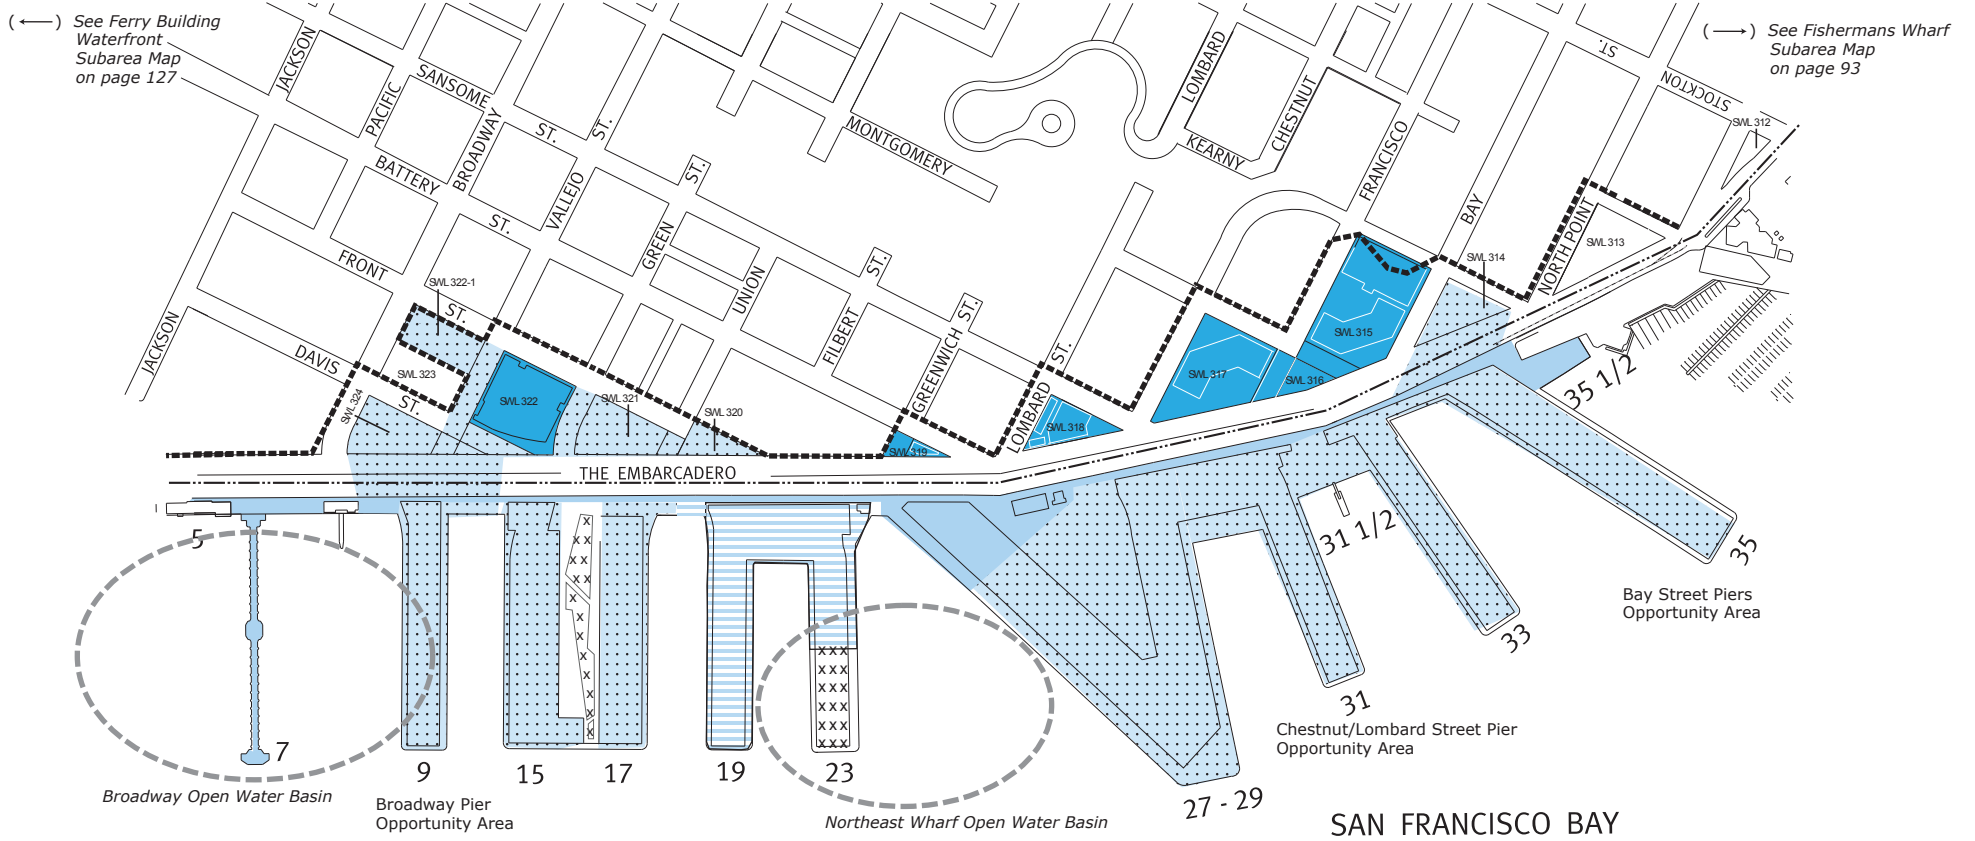 (←) See Ferry Building
Waterfront
Subarea Map
on page 127
(→) See Fishermans Wharf
Subarea Map
on page 93
JACKSON
PACIFIC
SANSOME
ST.
BROADWAY
ST.
BATTERY
ST.
VALLEJO
ST.
GREEN
FRONT
ST.
UNION
ST.
FILBERT
GREENWICH ST.
MONTGOMERY
LOMBARD
KEARNY
CHESTNUT
FRANCISCO
BAY
ST.
STOCKTON
NORTH POINT
JACKSON
DAVIS
ST.
LOMBARD
ST.
SWL 312
SWL 313
SWL 314
SWL 315
SWL 316
SWL 317
SWL 318
SWL 319
SWL 320
SWL 321
SWL 322
SWL 322-1
SWL 323
SWL 324
THE EMBARCADERO
5
7
9
15
17
19
23
27 - 29
31
31 1/2
33
35
35 1/2
Broadway Open Water Basin
Broadway Pier
Opportunity Area
Northeast Wharf Open Water Basin
Chestnut/Lombard Street Pier
Opportunity Area
Bay Street Piers
Opportunity Area
SAN FRANCISCO BAY